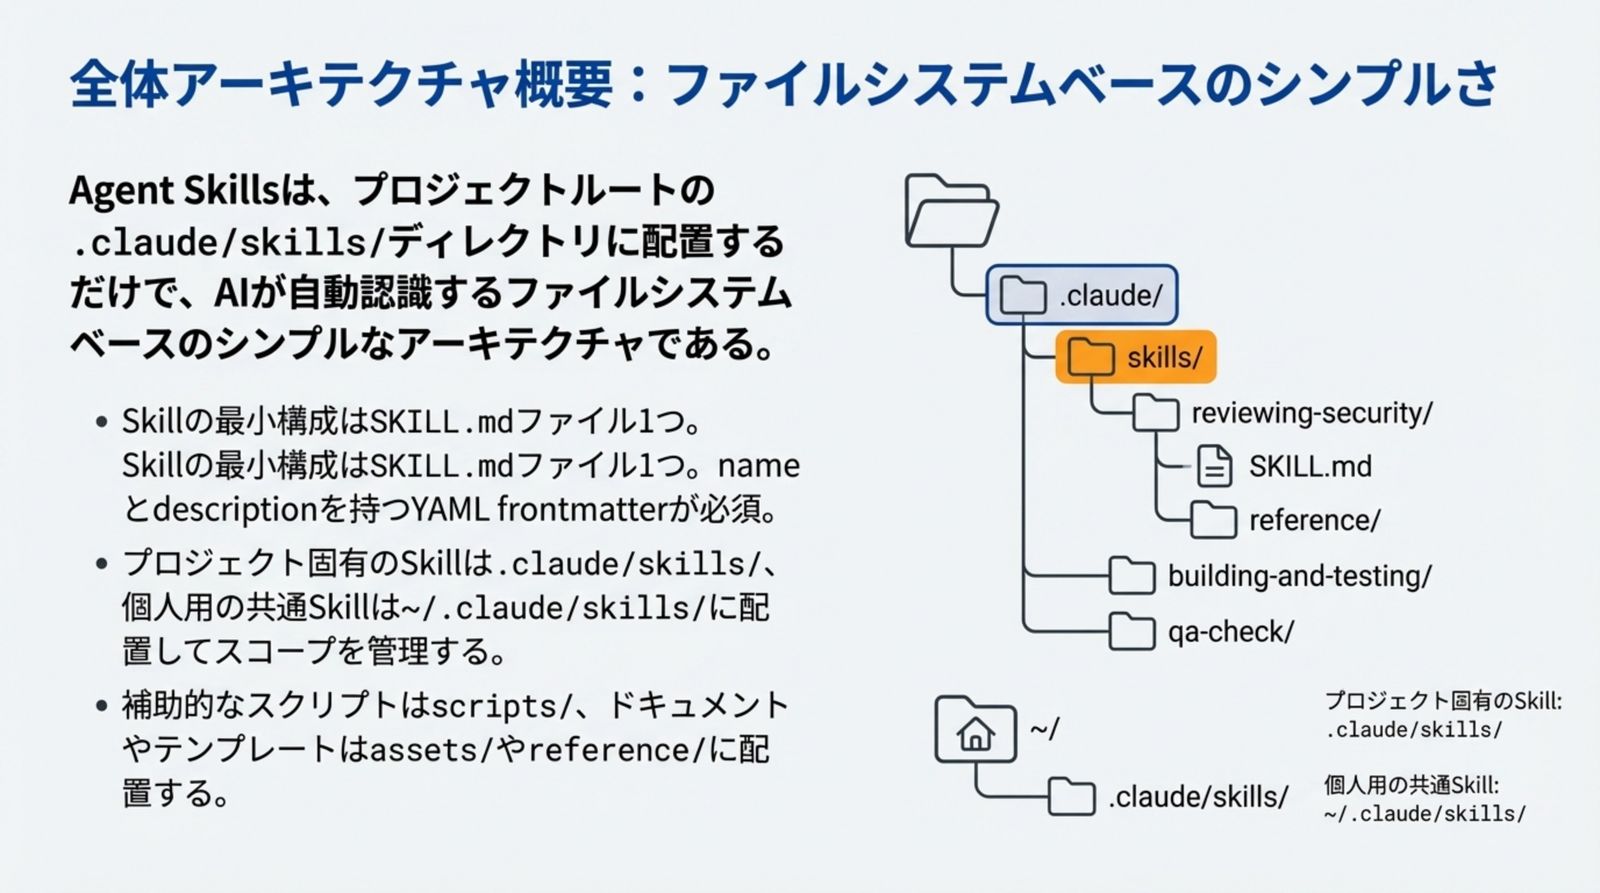 全体アーキテクチャ概要：ファイルシステムベースのシンプルさ
Agent Skillsは、プロジェクトルートの
.claude/skills/ディレクトリに配置する
だけで、AIが自動認識するファイルシステム
ベースのシンプルなアーキテクチャである。
• Skillの最小構成はSKILL.mdファイル1つ。
Skillの最小構成はSKILL.mdファイル1つ。name
とdescriptionを持つYAML frontmatterが必須。
• プロジェクト固有のSkillは.claude/skills/、
個人用の共通Skillは~/.claude/skills/に配
置してスコープを管理する。
• 補助的なスクリプトはscripts/、ドキュメント
やテンプレートはassets/やreference/に配
置する。
.claude/
skills/
reviewing-security/
SKILL.md
reference/
building-and-testing/
qa-check/
~/
.claude/skills/
プロジェクト固有のSkill:
.claude/skills/
個人用の共通Skill:
~/.claude/skills/